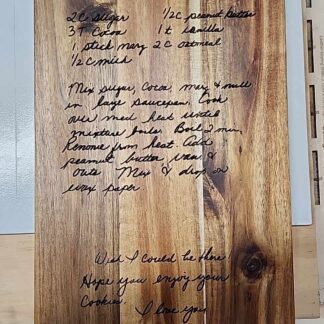 2C sugar 1/2C peanut butter
3T Cocoa 1t vanilla
1 stick marg 2C oatmeal
1/2C milk
Mix sugar, Cocoa, marg & milk
in large saucepan. Cook
over med heat until
mixture boils. Boil 2 min,
Remove from heat. Add
peanut butter, van. &
oats. Mix & drop on
wax paper.
Wish I could be there!
Hope you enjoy your
Cookies.
I love you